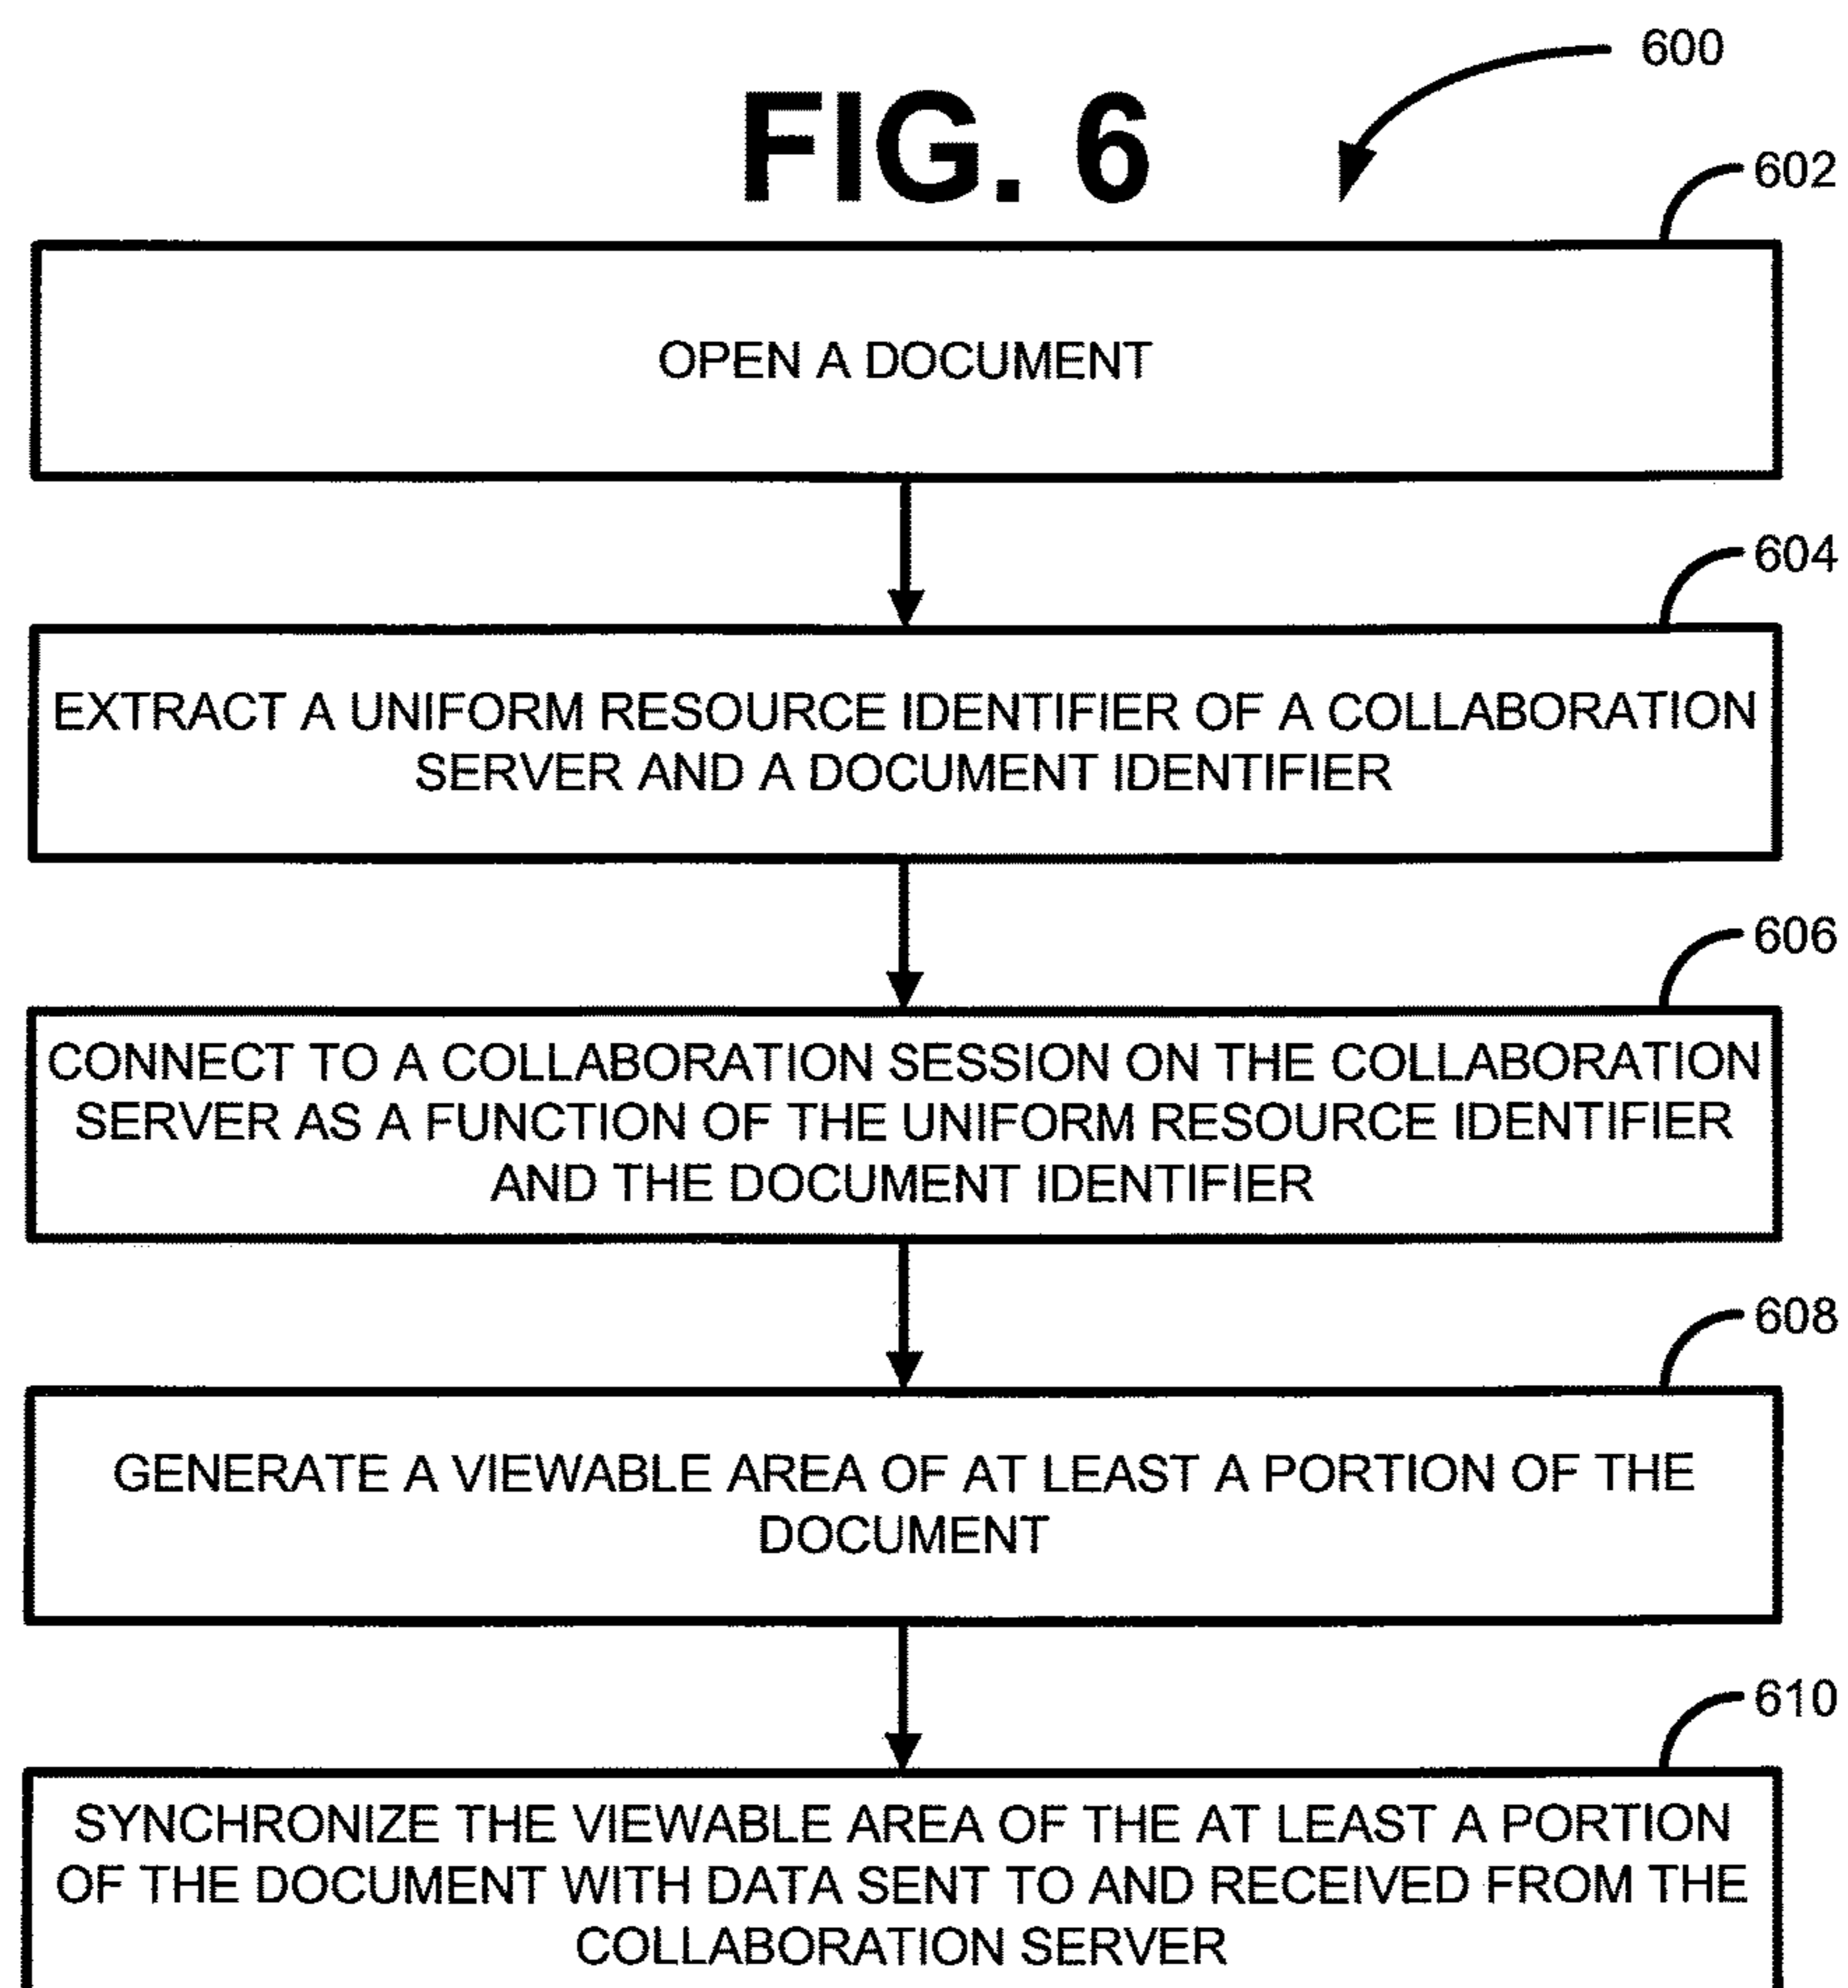 600
FIG. 6
602
OPEN A DOCUMENT
604
EXTRACT A UNIFORM RESOURCE IDENTIFIER OF A COLLABORATION
SERVER AND A DOCUMENT IDENTIFIER
606
CONNECT TO A COLLABORATION SESSION ON THE COLLABORATION
SERVER AS A FUNCTION OF THE UNIFORM RESOURCE IDENTIFIER
AND THE DOCUMENT IDENTIFIER
608
GENERATE A VIEWABLE AREA OF AT LEAST A PORTION OF THE
DOCUMENT
610
SYNCHRONIZE THE VIEWABLE AREA OF THE AT LEAST A PORTION
OF THE DOCUMENT WITH DATA SENT TO AND RECEIVED FROM THE
COLLABORATION SERVER